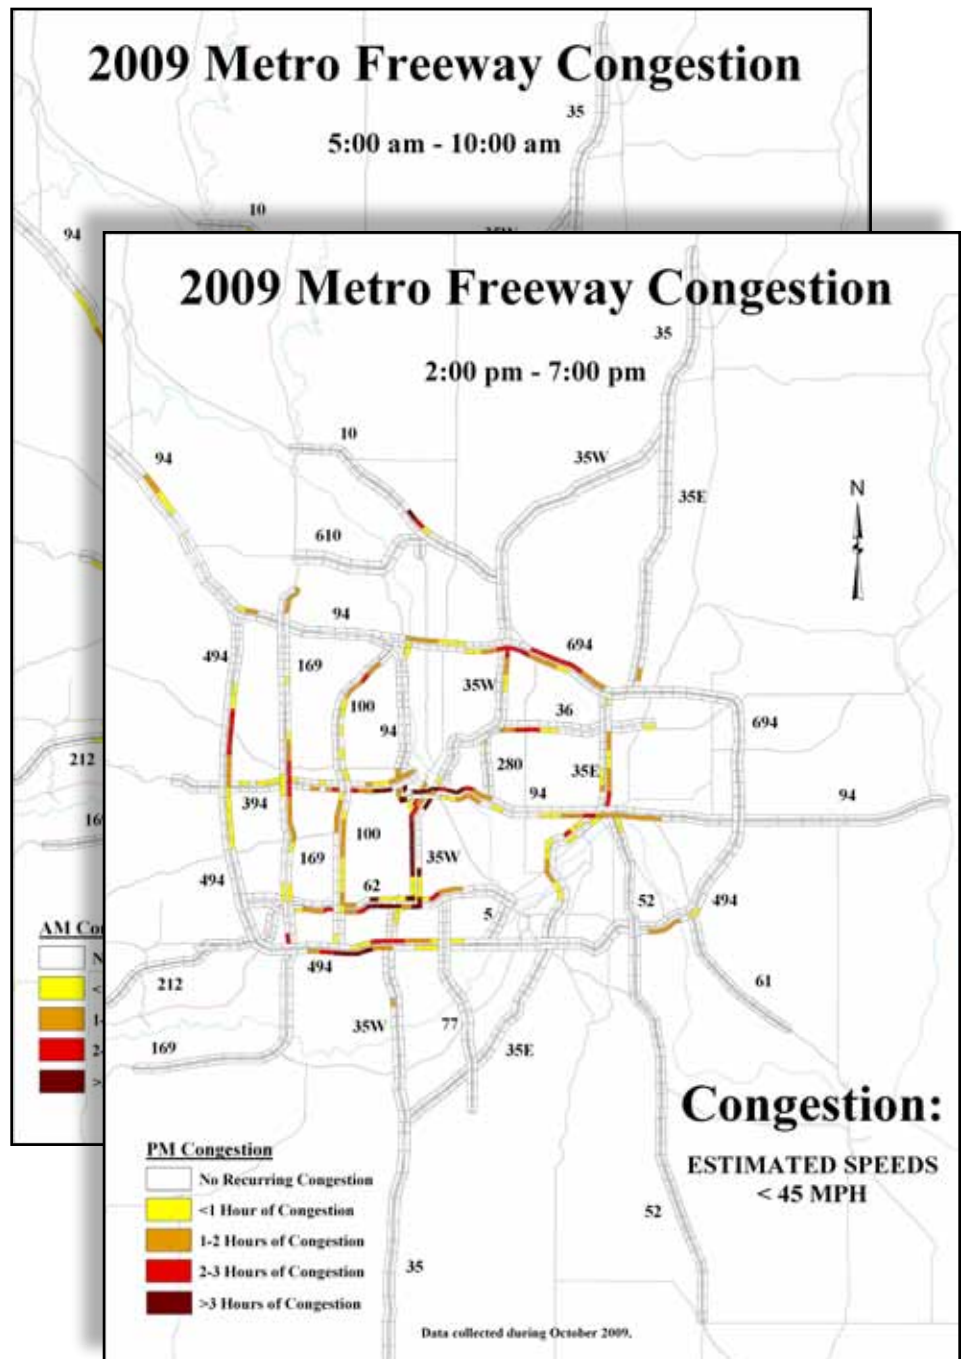 2009 Metro Freeway Congestion
5:00 am - 10:00 am
35
10
94
212
AM Co
N
<
1-
2-
>
2009 Metro Freeway Congestion
2:00 pm - 7:00 pm
35
10
94
35W
35E
N
610
94
694
494
169
35W
100
36
94
694
280
35E
394
94
94
100
35W
169
62
494
52
494
5
494
212
61
35W
77
169
35E
Congestion:
ESTIMATED SPEEDS
< 45 MPH
PM Congestion
No Recurring Congestion
<1 Hour of Congestion
1-2 Hours of Congestion
2-3 Hours of Congestion
>3 Hours of Congestion
52
35
Data collected during October 2009.